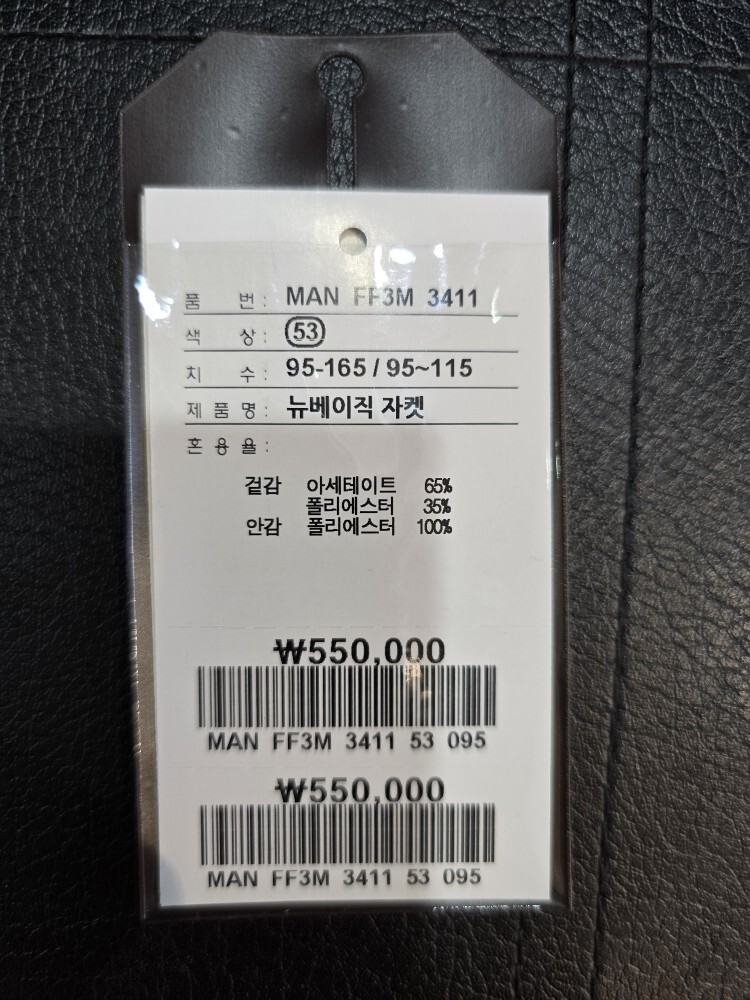 품 번 : MAN FF3M 3411
색 상 : 53
치 수 : 95-165 / 95~115
제 품 명 : 뉴베이직 자켓
혼 용 율 :
겉감 아세테이트 65%
폴리에스터 35%
안감 폴리에스터 100%
₩550,000
MAN FF3M 3411 53 095
₩550,000
MAN FF3M 3411 53 095